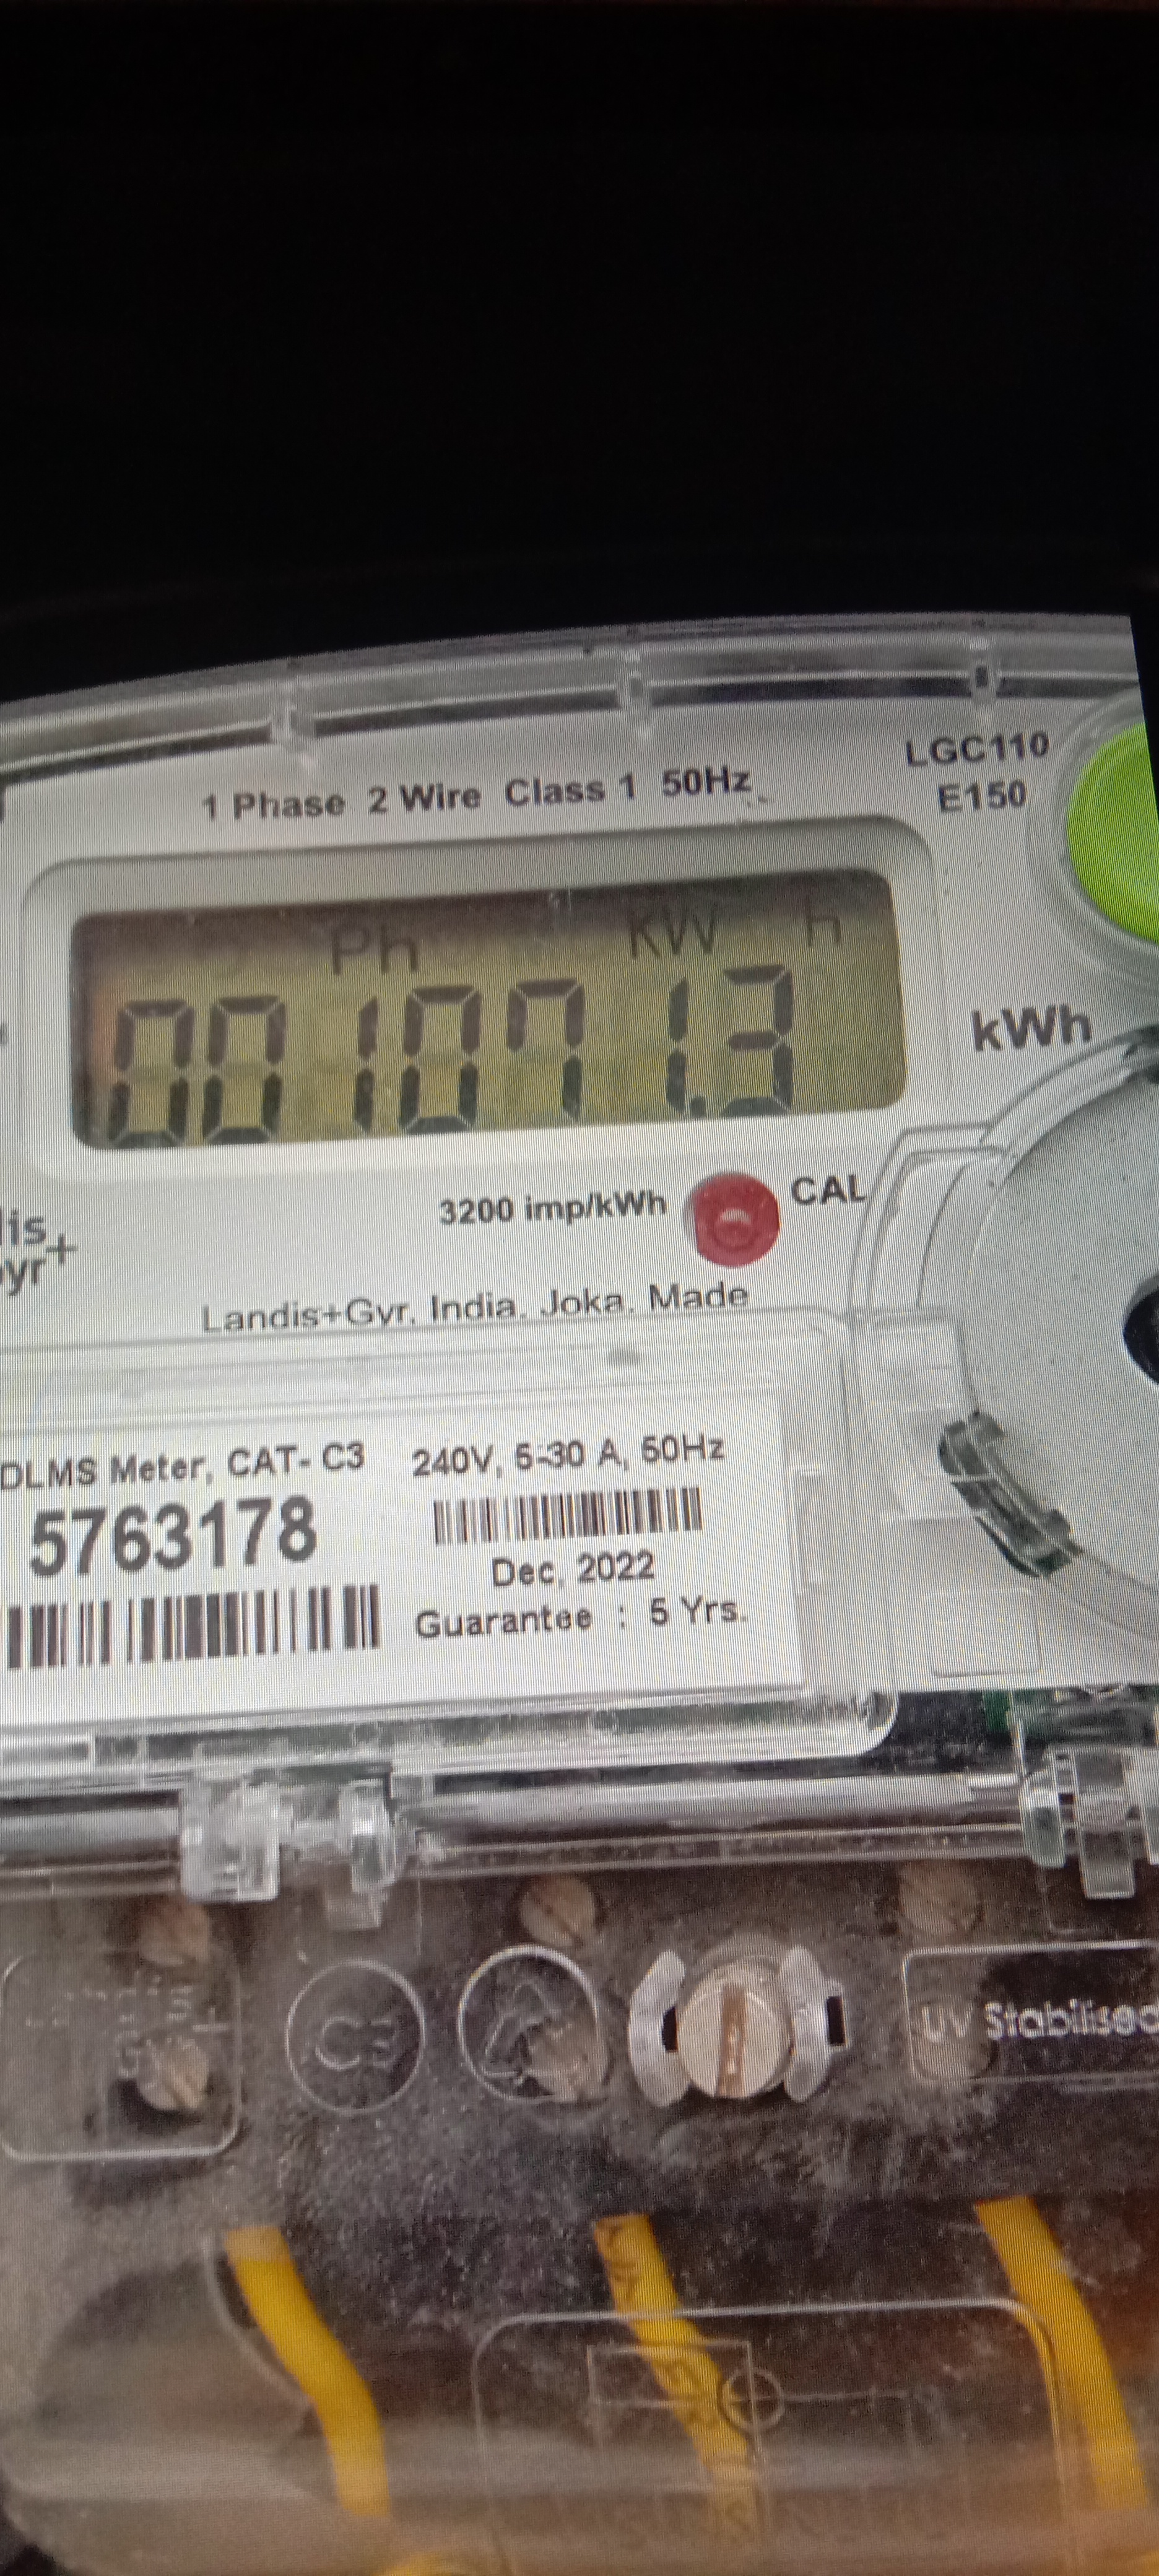 LGC110
E150
1 Phase 2 Wire Class 1 50Hz
Ph KW h
001071.3
kWh
3200 imp/kWh CAL
Landis+Gyr, India, Joka, Made
DLMS Meter, CAT- C3 240V, 5-30 A, 50Hz
5763178
Dec, 2022
Guarantee : 5 Yrs.
C3
UV Stabilised